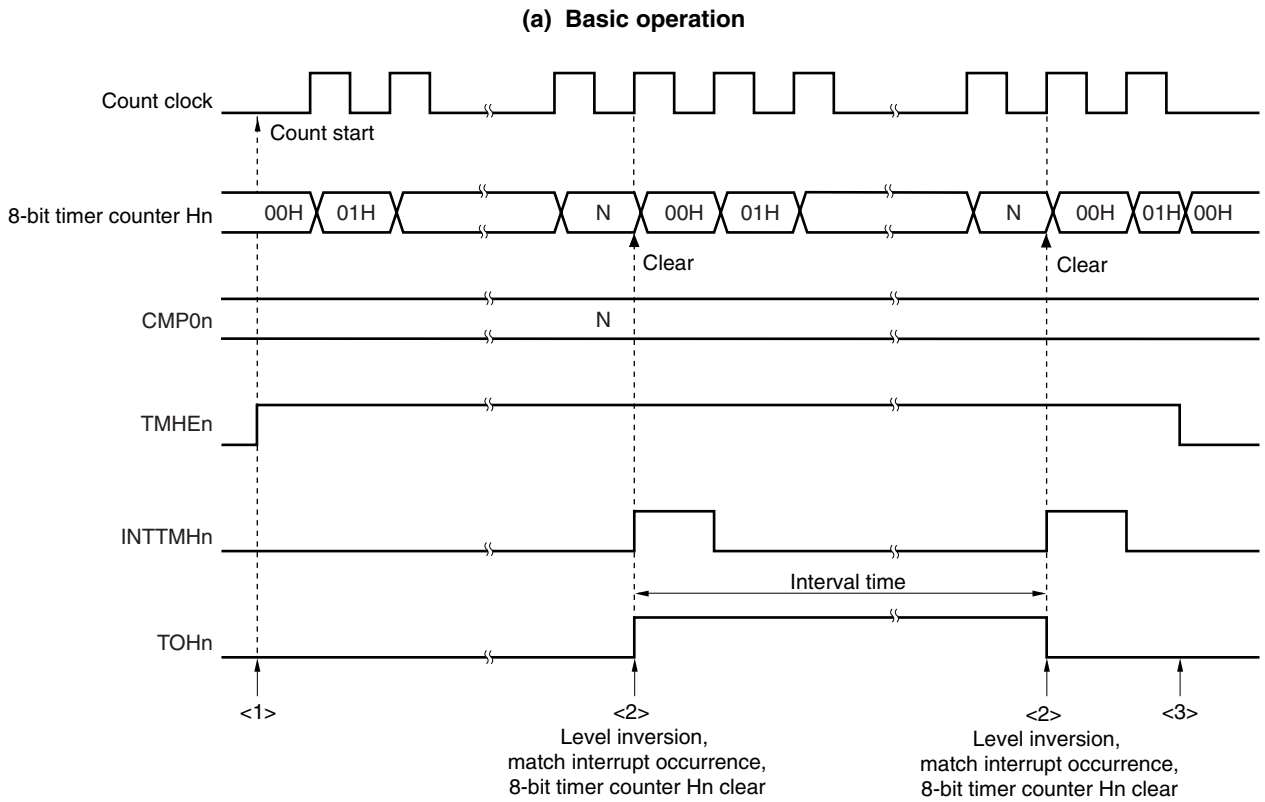 (a) Basic operation
Count clock
Count start
8-bit timer counter Hn
00H 01H N 00H 01H N 00H 01H 00H
Clear Clear
CMP0n
N
TMHEn
INTTMHn
Interval time
TOHn
<1> <2> <2> <3>
Level inversion, Level inversion,
match interrupt occurrence, match interrupt occurrence,
8-bit timer counter Hn clear 8-bit timer counter Hn clear